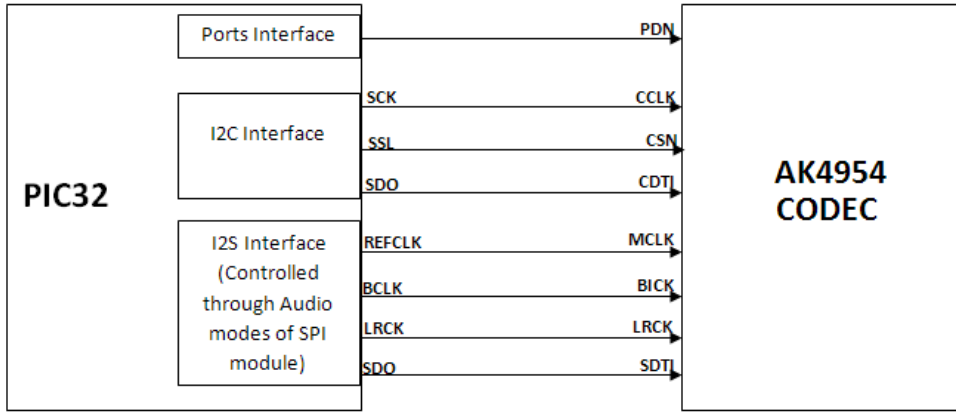 Ports Interface
PDN
SCK
CCLK
I2C Interface
SSL
CSN
SDO
CDTI
PIC32
AK4954
CODEC
I2S Interface
(Controlled
through Audio
modes of SPI
module)
REFCLK
MCLK
BCLK
BICK
LRCK
LRCK
SDO
SDTI